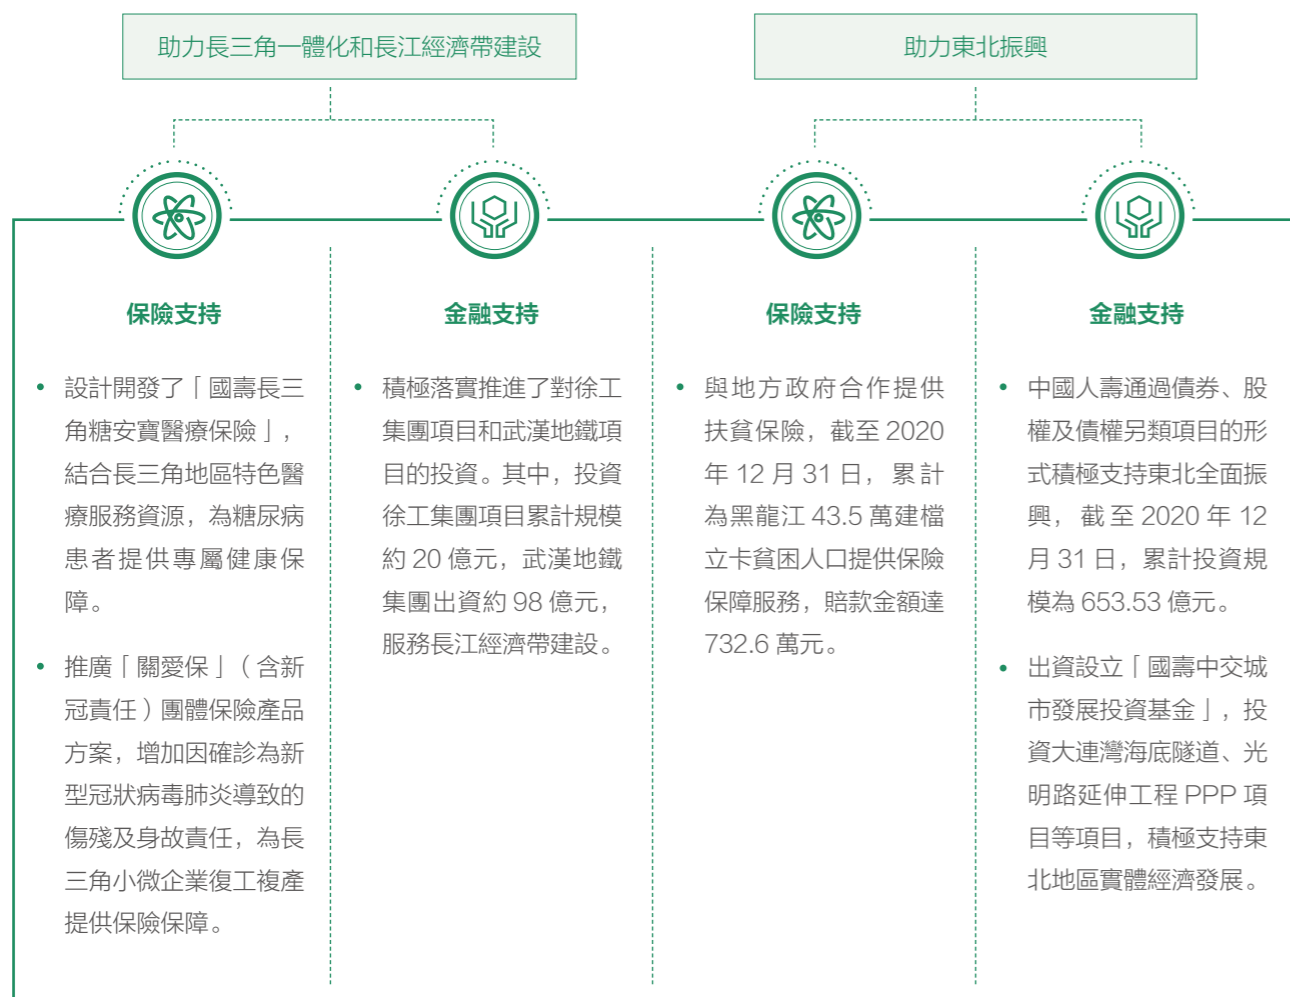 助力長三角一體化和長江經濟帶建設
助力東北振興
保險支持
• 設計開發了「國壽長三
角糖安寶醫療保險」，
結合長三角地區特色醫
療服務資源，為糖尿病
患者提供專屬健康保
障。
• 推廣「關愛保」（含新
冠責任）團體保險產品
方案，增加因確診為新
型冠狀病毒肺炎導致的
傷殘及身故責任，為長
三角小微企業復工複產
提供保險保障。
金融支持
• 積極落實推進了對徐工
集團項目和武漢地鐵項
目的投資。其中，投資
徐工集團項目累計規模
約 20 億元，武漢地鐵
集團出資約 98 億元，
服務長江經濟帶建設。
保險支持
• 與地方政府合作提供
扶貧保險，截至 2020
年 12 月 31 日，累計
為黑龍江 43.5 萬建檔
立卡貧困人口提供保險
保障服務，賠款金額達
732.6 萬元。
金融支持
• 中國人壽通過債券、股
權及債權另類項目的形
式積極支持東北全面振
興，截至 2020 年 12
月 31 日，累計投資規
模為 653.53 億元。
• 出資設立「國壽中交城
市發展投資基金」，投
資大連灣海底隧道、光
明路延伸工程 PPP 項
目等項目，積極支持東
北地區實體經濟發展。